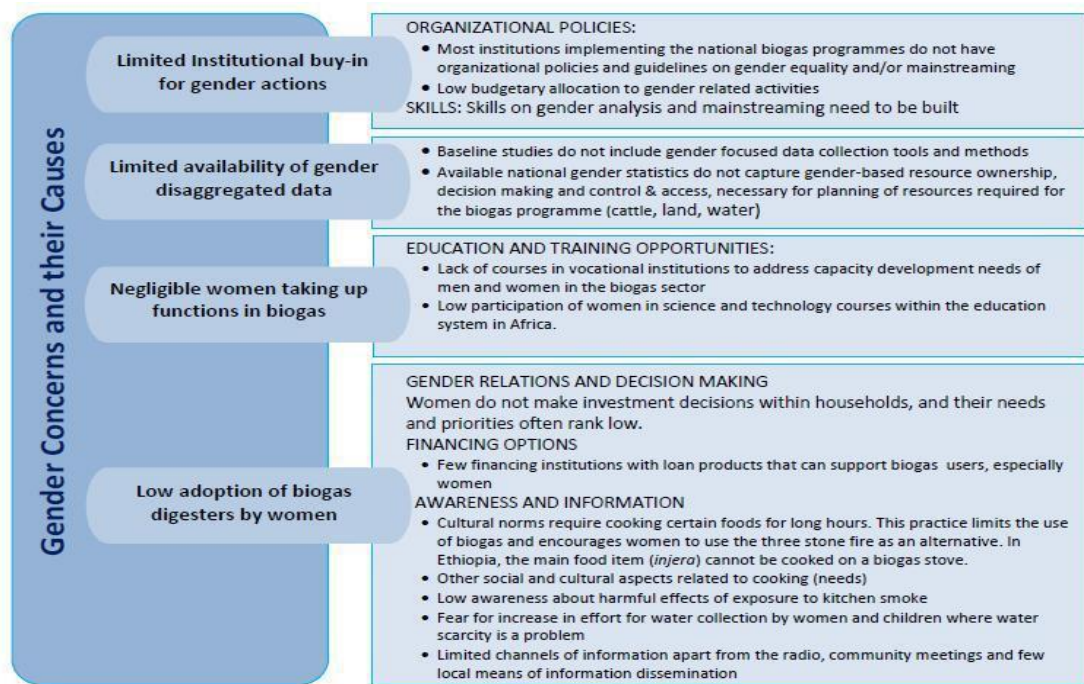 Gender Concerns and their Causes
Limited Institutional buy-in
for gender actions
ORGANIZATIONAL POLICIES:
• Most institutions implementing the national biogas programmes do not have
organizational policies and guidelines on gender equality and/or mainstreaming
• Low budgetary allocation to gender related activities
SKILLS: Skills on gender analysis and mainstreaming need to be built
Limited availability of gender
disaggregated data
• Baseline studies do not include gender focused data collection tools and methods
• Available national gender statistics do not capture gender-based resource ownership,
decision making and control & access, necessary for planning of resources required for
the biogas programme (cattle, land, water)
Negligible women taking up
functions in biogas
EDUCATION AND TRAINING OPPORTUNITIES:
• Lack of courses in vocational institutions to address capacity development needs of
men and women in the biogas sector
• Low participation of women in science and technology courses within the education
system in Africa.
Low adoption of biogas
digesters by women
GENDER RELATIONS AND DECISION MAKING
Women do not make investment decisions within households, and their needs
and priorities often rank low.
FINANCING OPTIONS
• Few financing institutions with loan products that can support biogas users, especially
women
AWARENESS AND INFORMATION
• Cultural norms require cooking certain foods for long hours. This practice limits the use
of biogas and encourages women to use the three stone fire as an alternative. In
Ethiopia, the main food item (injera) cannot be cooked on a biogas stove.
• Other social and cultural aspects related to cooking (needs)
• Low awareness about harmful effects of exposure to kitchen smoke
• Fear for increase in effort for water collection by women and children where water
scarcity is a problem
• Limited channels of information apart from the radio, community meetings and few
local means of information dissemination